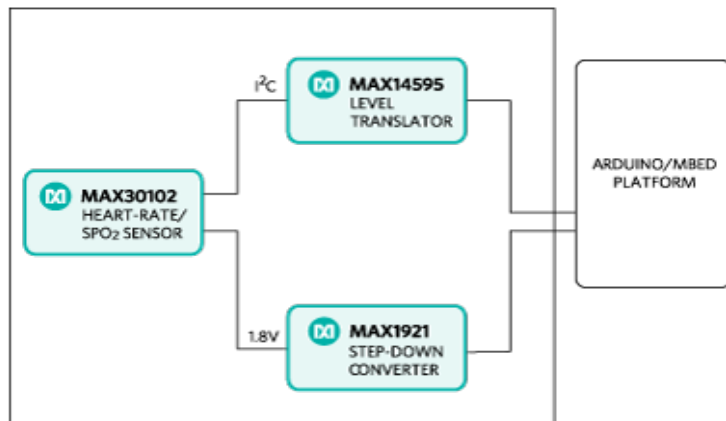 I²C
MAX14595
LEVEL
TRANSLATOR
ARDUINO/MBED
PLATFORM
MAX30102
HEART-RATE/
SPO₂ SENSOR
1.8V
MAX1921
STEP-DOWN
CONVERTER